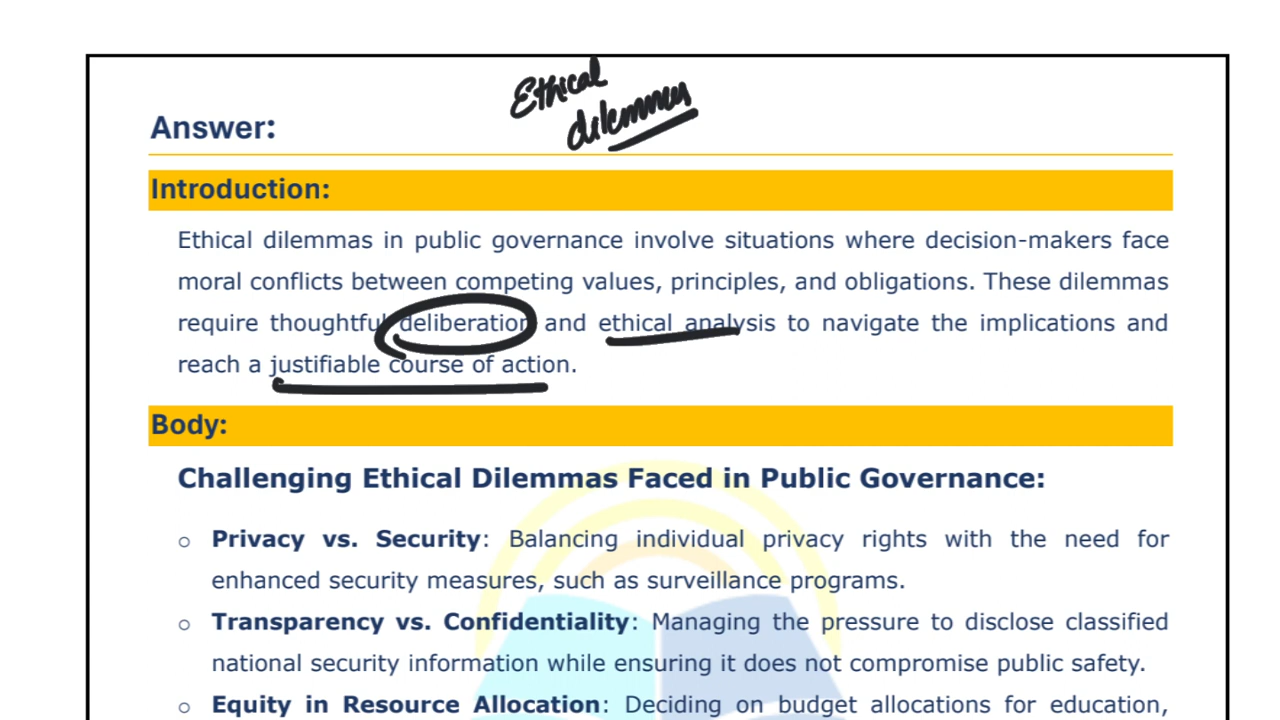 Ethical
dilemmas
Answer:
Introduction:
Ethical dilemmas in public governance involve situations where decision-makers face
moral conflicts between competing values, principles, and obligations. These dilemmas
require thoughtful deliberation and ethical analysis to navigate the implications and
reach a justifiable course of action.
Body:
Challenging Ethical Dilemmas Faced in Public Governance:
○ Privacy vs. Security: Balancing individual privacy rights with the need for
enhanced security measures, such as surveillance programs.
○ Transparency vs. Confidentiality: Managing the pressure to disclose classified
national security information while ensuring it does not compromise public safety.
○ Equity in Resource Allocation: Deciding on budget allocations for education,